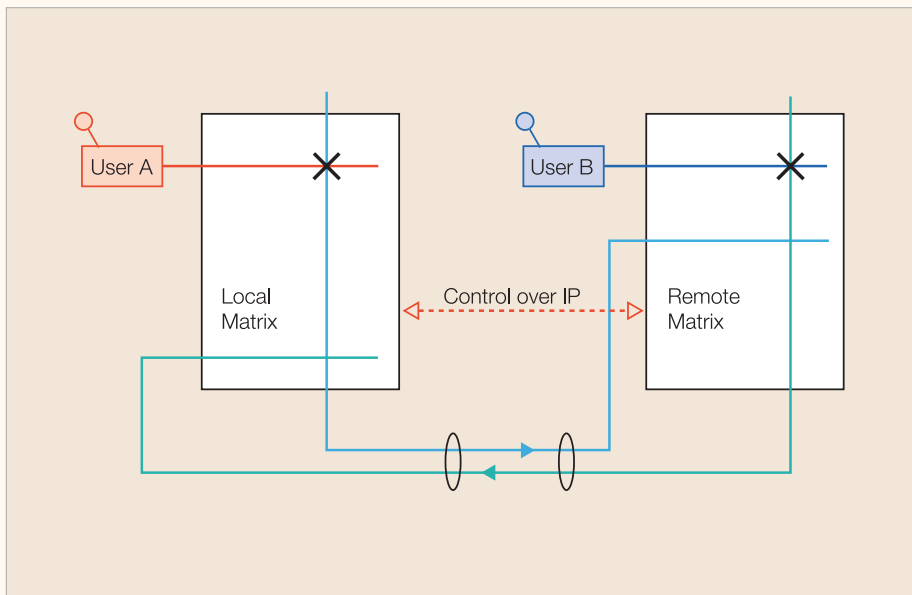 User A
User B
Local
Matrix
Control over IP
Remote
Matrix